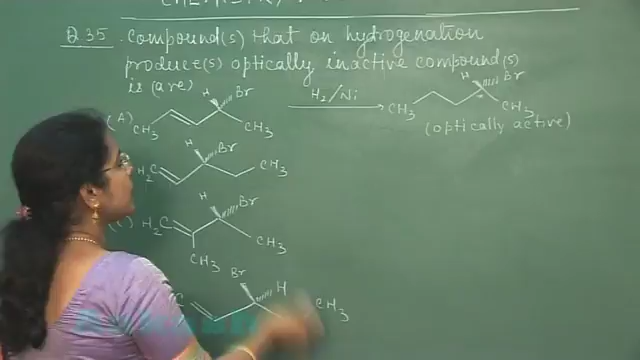 CHEMISTRY
Q.35. Compound(s) that on hydrogenation
produce(s) optically inactive compound(s)
is (are)
(A) CH3 H Br CH3 H2/Ni CH3 H Br CH3
(optically active)
H2C H Br CH3
H2C H Br CH3
CH3
C Br H CH3